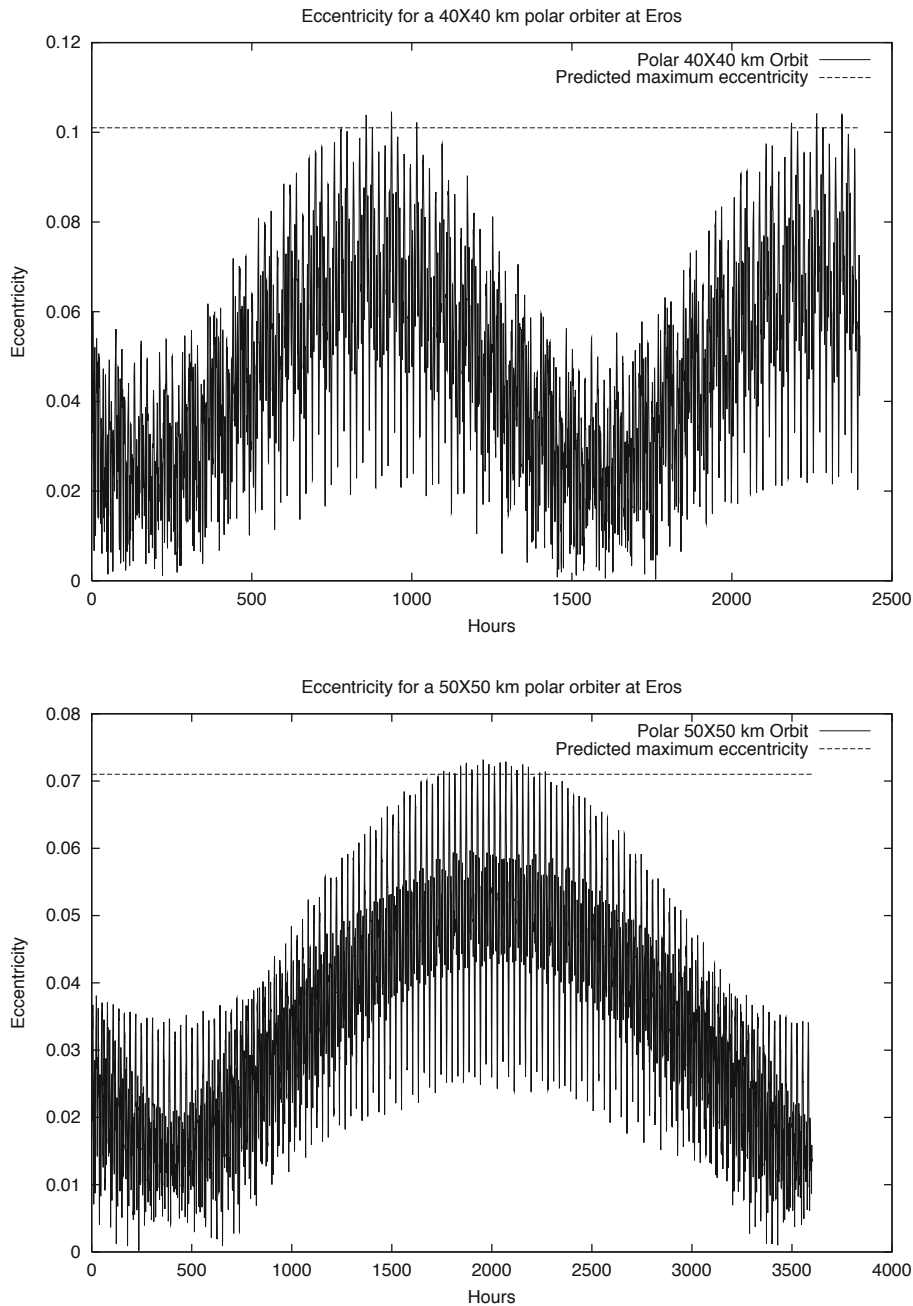 Eccentricity for a 40X40 km polar orbiter at Eros
0.12
Polar 40X40 km Orbit
Predicted maximum eccentricity
0.1
0.08
0.06
0.04
0.02
0
Eccentricity
0 500 1000 1500 2000 2500
Hours
Eccentricity for a 50X50 km polar orbiter at Eros
0.08
Polar 50X50 km Orbit
Predicted maximum eccentricity
0.07
0.06
0.05
0.04
0.03
0.02
0.01
0
Eccentricity
0 500 1000 1500 2000 2500 3000 3500 4000
Hours